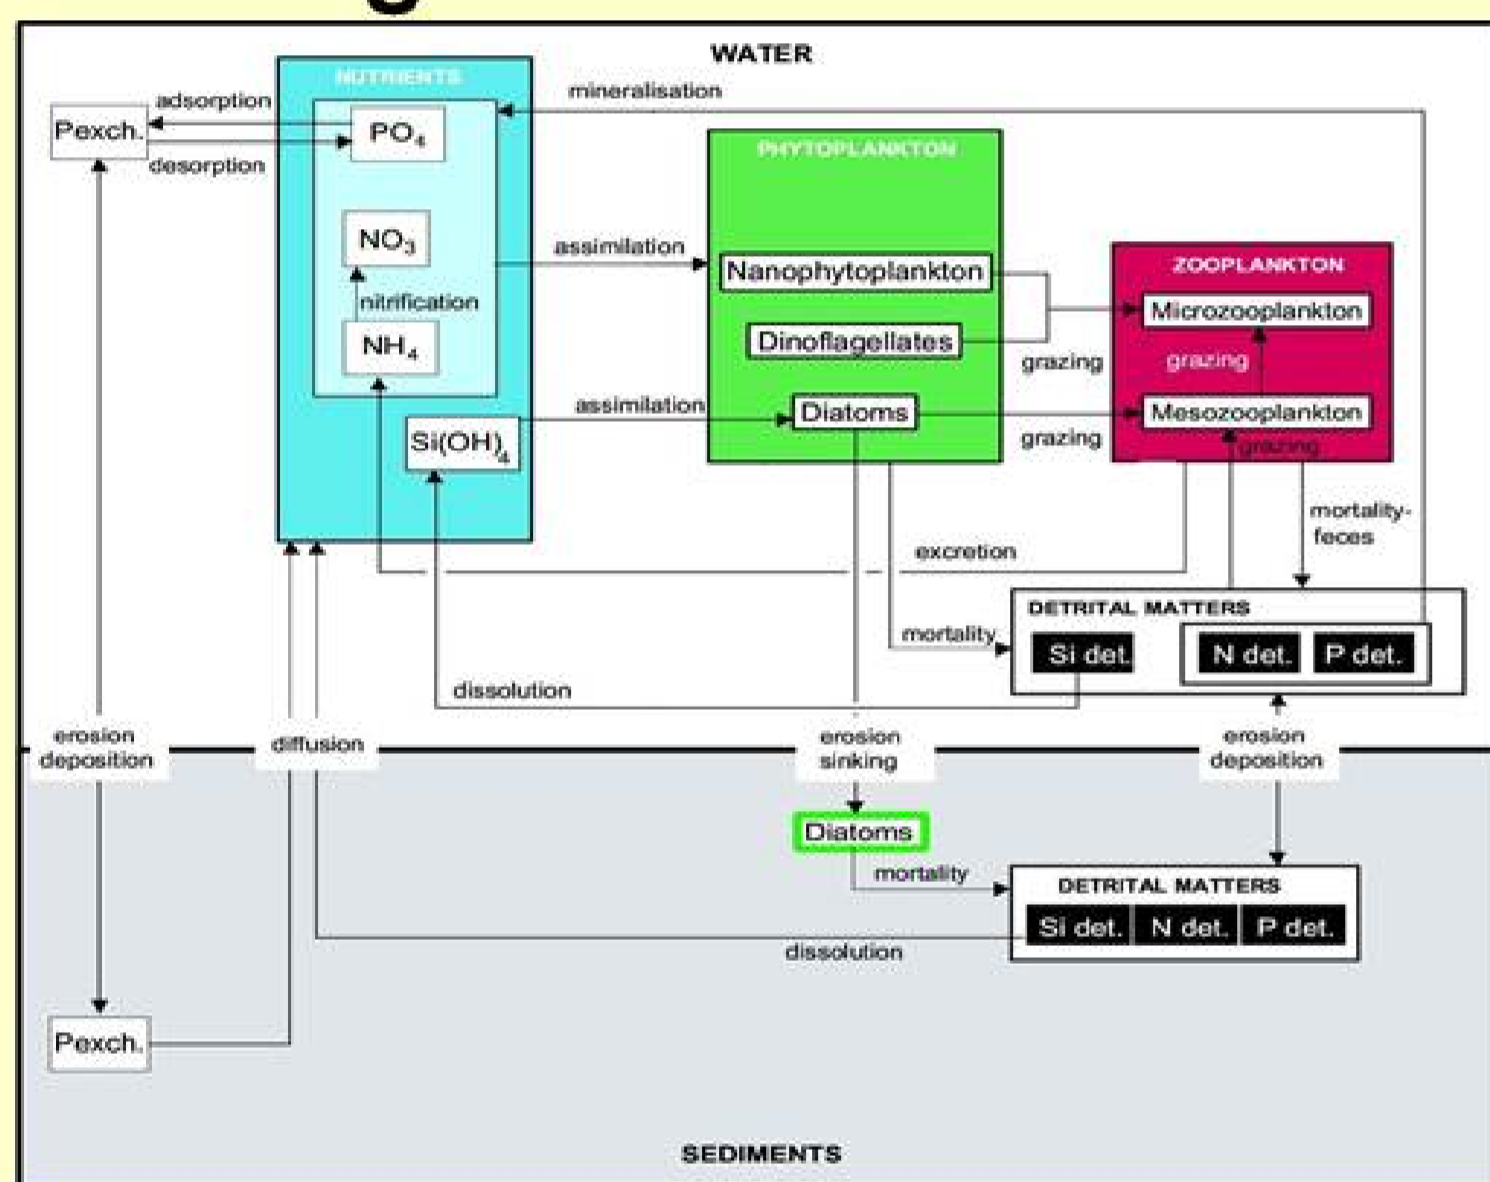 WATER
NUTRIENTS
mineralisation
adsorption
Pexch.
PO4
desorption
PHYTOPLANKTON
NO3
assimilation
Nanophytoplankton
ZOOPLANKTON
nitrification
Microzooplankton
NH4
Dinoflagellates
grazing
grazing
assimilation
Diatoms
Mesozooplankton
Si(OH)4
grazing
grazing
mortality-
feces
excretion
DETRITAL MATTERS
mortality
Si det.
N det.
P det.
dissolution
erosion
deposition
diffusion
erosion
sinking
erosion
deposition
Diatoms
mortality
DETRITAL MATTERS
Si det.
N det.
P det.
dissolution
Pexch.
SEDIMENTS